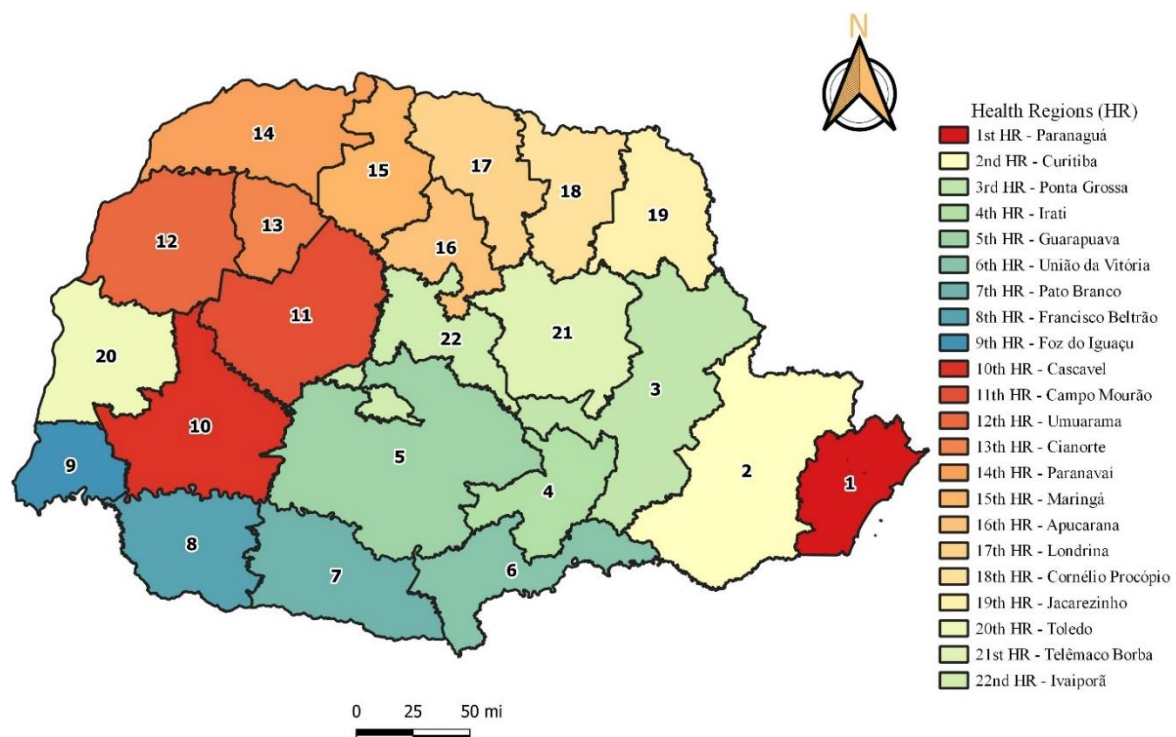 N
14
15
17
18
19
13
12
16
11
22
21
20
3
10
5
9
2
1
4
8
7
6
Health Regions (HR)
1st HR - Paranaguá
2nd HR - Curitiba
3rd HR - Ponta Grossa
4th HR - Irati
5th HR - Guarapuava
6th HR - União da Vitória
7th HR - Pato Branco
8th HR - Francisco Beltrão
9th HR - Foz do Iguaçu
10th HR - Cascavel
11th HR - Campo Mourão
12th HR - Umuarama
13th HR - Cianorte
14th HR - Paranavaí
15th HR - Maringá
16th HR - Apucarana
17th HR - Londrina
18th HR - Cornélio Procópio
19th HR - Jacarezinho
20th HR - Toledo
21st HR - Telêmaco Borba
22nd HR - Ivaiporã
0 25 50 mi